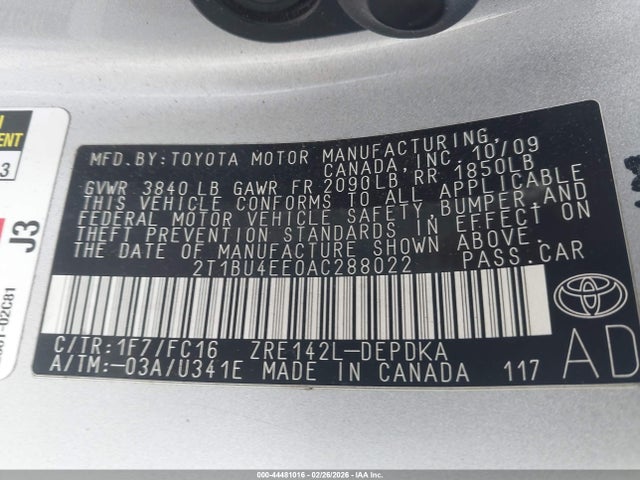 MFD.BY:TOYOTA MOTOR MANUFACTURING,
CANADA, INC. 10/09
GVWR 3840 LB GAWR FR 2090LB RR 1850LB
THIS VEHICLE CONFORMS TO ALL APPLICABLE
FEDERAL MOTOR VEHICLE SAFETY, BUMPER, AND
THEFT PREVENTION STANDARDS IN EFFECT ON
THE DATE OF MANUFACTURE SHOWN ABOVE.
2T1BU4EE0AC288022 PASS.CAR
C/TR:1F7/FC16 ZRE142L-DEPDKA
A/TM:-03A/U341E MADE IN CANADA 117
TOYOTA
AD
J3
000-44481016 - 02/26/2026 - IAAI Corp.